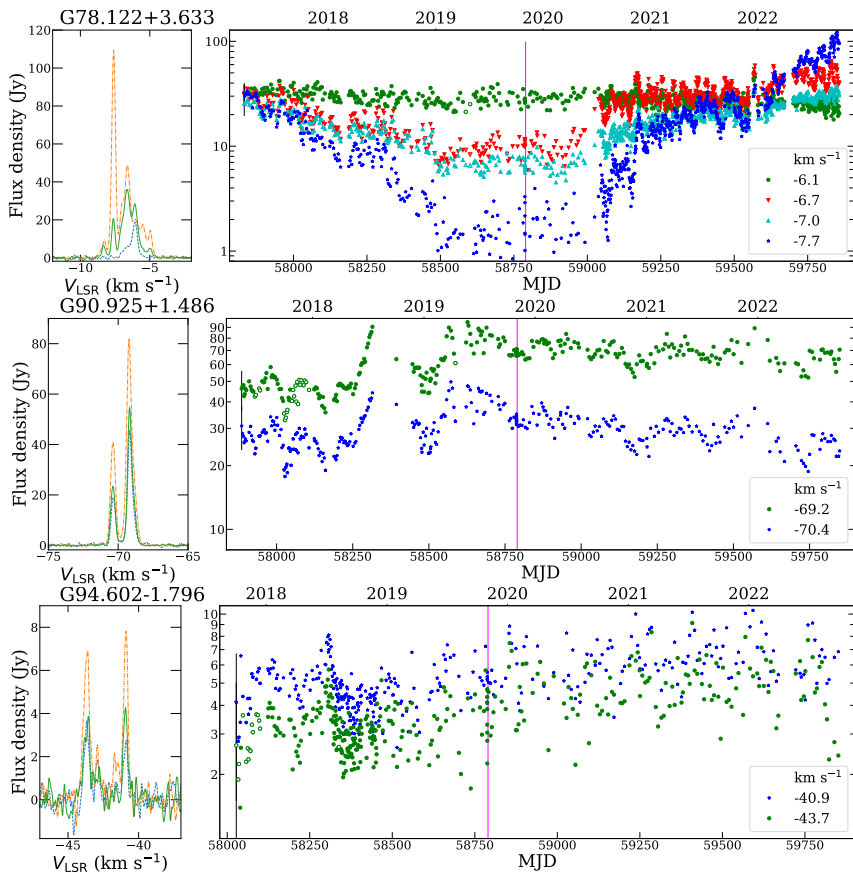 G78.122+3.633
2018 2019 2020 2021 2022
Flux density (Jy)
0 20 40 60 80 100 120
−10 −5
V_LSR (km s⁻¹)
100
10
1
km s⁻¹
-6.1
-6.7
-7.0
-7.7
58000 58250 58500 58750 59000 59250 59500 59750
MJD
G90.925+1.486
2018 2019 2020 2021 2022
Flux density (Jy)
0 20 40 60 80
−75 −70 −65
V_LSR (km s⁻¹)
90
80
70
60
50
40
30
20
10
km s⁻¹
-69.2
-70.4
58000 58250 58500 58750 59000 59250 59500 59750
MJD
G94.602-1.796
2018 2019 2020 2021 2022
Flux density (Jy)
0 2 4 6 8
−45 −40
V_LSR (km s⁻¹)
10
9
8
7
6
5
4
3
2
km s⁻¹
-40.9
-43.7
58000 58250 58500 58750 59000 59250 59500 59750
MJD